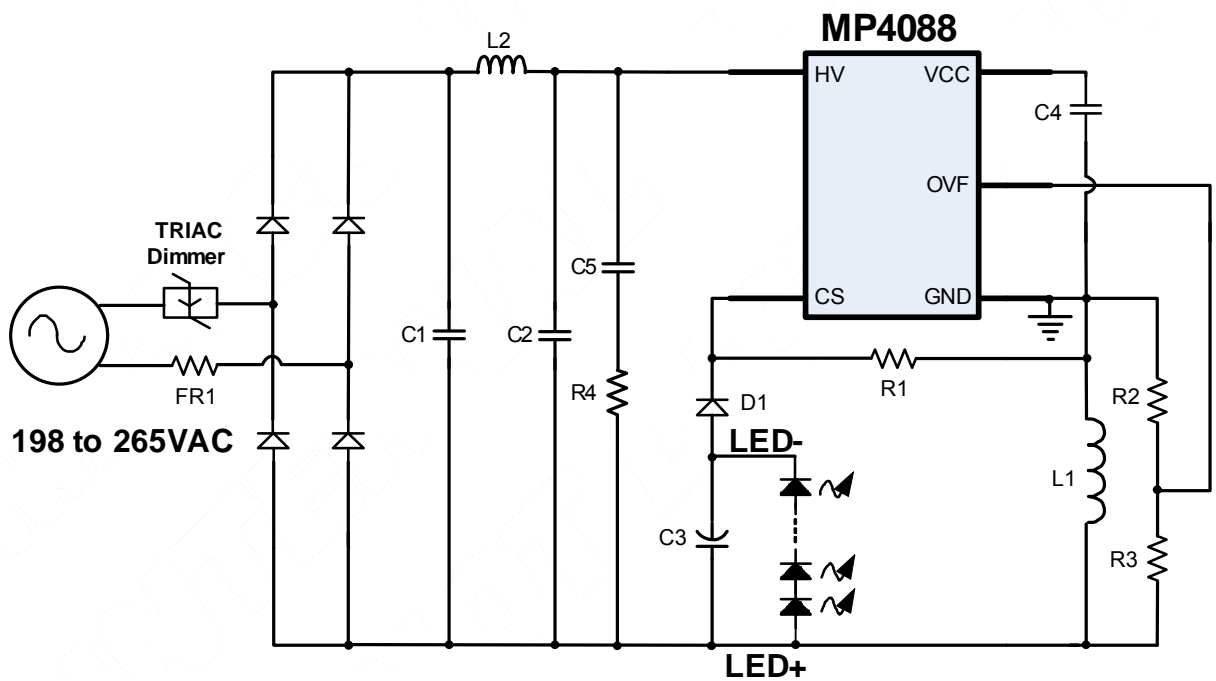 MP4088
L2
HV
VCC
C4
OVF
TRIAC
Dimmer
C5
CS
GND
C1
C2
R1
FR1
R4
D1
R2
198 to 265VAC
LED-
L1
C3
R3
LED+